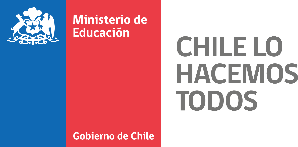 Ministerio de
Educación
Gobierno de Chile
CHILE LO
HACEMOS
TODOS